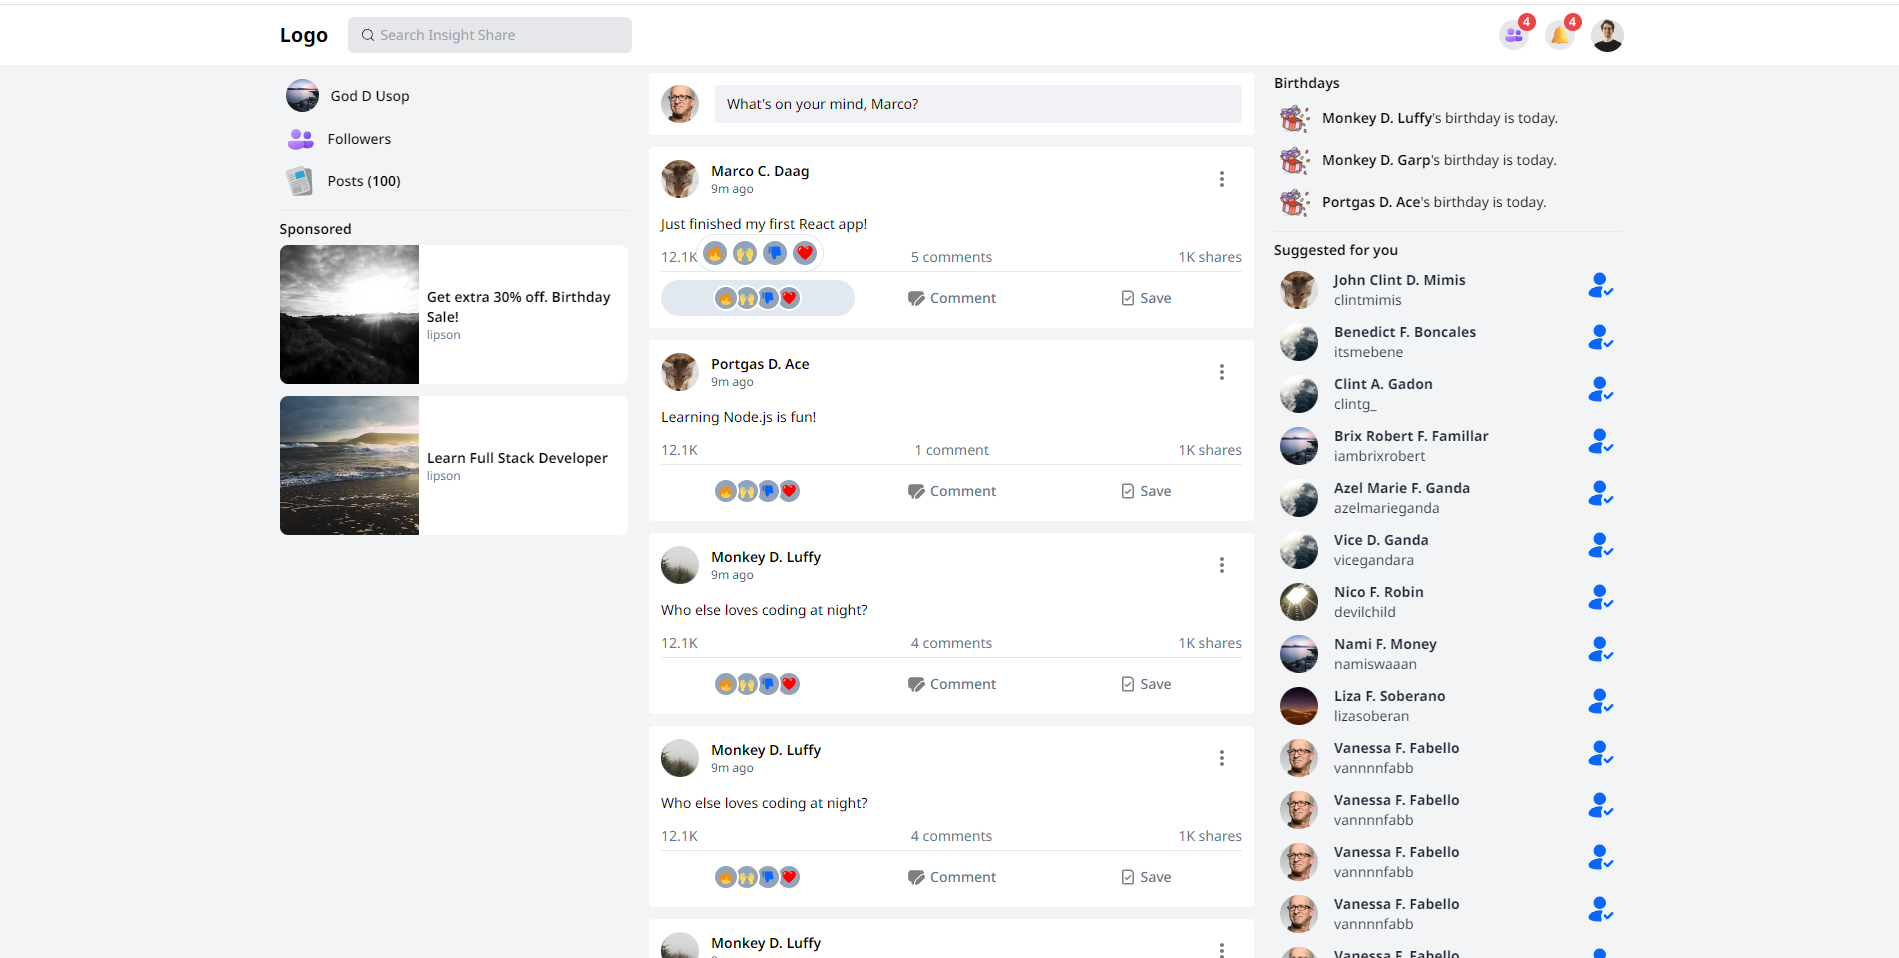 Logo
Search Insight Share
4
4
God D Usop
Followers
Posts (100)
Sponsored
Get extra 30% off. Birthday
Sale!
lipson
Learn Full Stack Developer
lipson
What's on your mind, Marco?
Marco C. Daag
9m ago
Just finished my first React app!
12.1K
5 comments
1K shares
Comment
Save
Portgas D. Ace
9m ago
Learning Node.js is fun!
12.1K
1 comment
1K shares
Comment
Save
Monkey D. Luffy
9m ago
Who else loves coding at night?
12.1K
4 comments
1K shares
Comment
Save
Monkey D. Luffy
9m ago
Who else loves coding at night?
12.1K
4 comments
1K shares
Comment
Save
Monkey D. Luffy
Birthdays
Monkey D. Luffy's birthday is today.
Monkey D. Garp's birthday is today.
Portgas D. Ace's birthday is today.
Suggested for you
John Clint D. Mimis
clintmimis
Benedict F. Boncales
itsmebene
Clint A. Gadon
clintg_
Brix Robert F. Famillar
iambrixrobert
Azel Marie F. Ganda
azelmarieganda
Vice D. Ganda
vicegandara
Nico F. Robin
devilchild
Nami F. Money
namiswaaan
Liza F. Soberano
lizasoberan
Vanessa F. Fabello
vannnnfabb
Vanessa F. Fabello
vannnnfabb
Vanessa F. Fabello
vannnnfabb
Vanessa F. Fabello
vannnnfabb
Vanessa F. Fabello